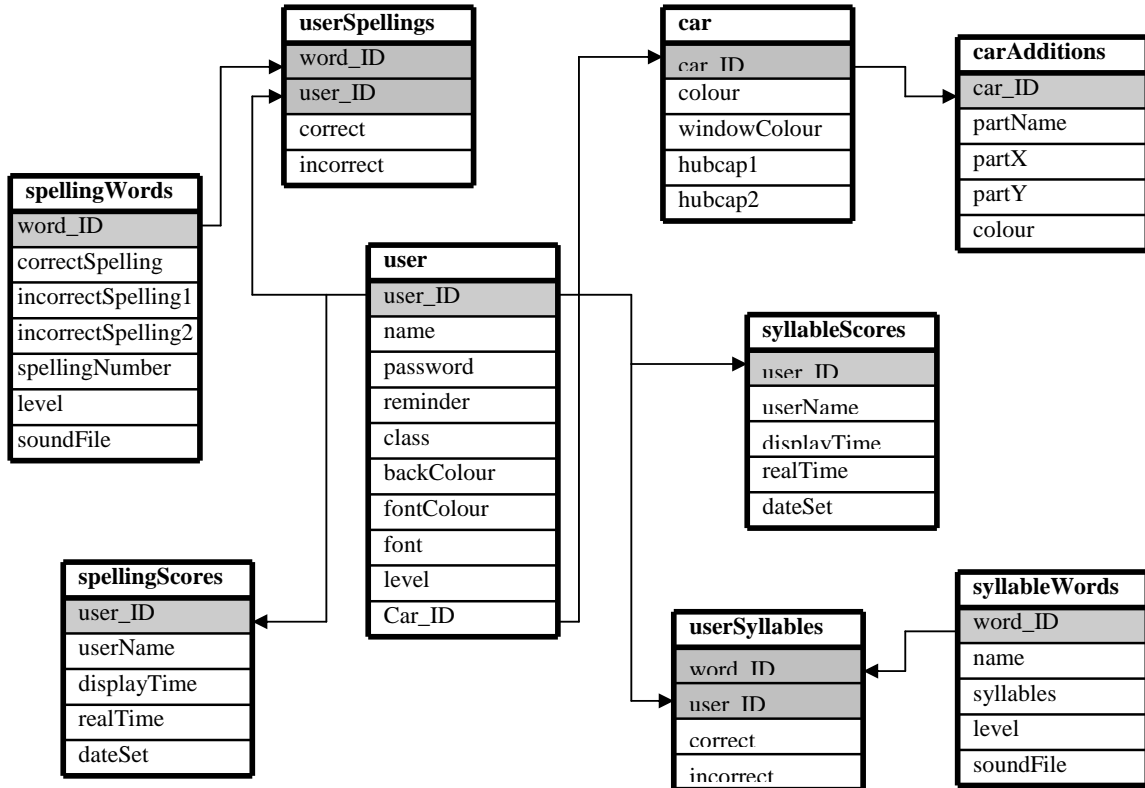 userSpellings
word_ID
user_ID
correct
incorrect
car
car_ID
colour
windowColour
hubcap1
hubcap2
carAdditions
car_ID
partName
partX
partY
colour
spellingWords
word_ID
correctSpelling
incorrectSpelling1
incorrectSpelling2
spellingNumber
level
soundFile
user
user_ID
name
password
reminder
class
backColour
fontColour
font
level
Car_ID
syllableScores
user_ID
userName
displayTime
realTime
dateSet
spellingScores
user_ID
userName
displayTime
realTime
dateSet
userSyllables
word_ID
user_ID
correct
incorrect
syllableWords
word_ID
name
syllables
level
soundFile